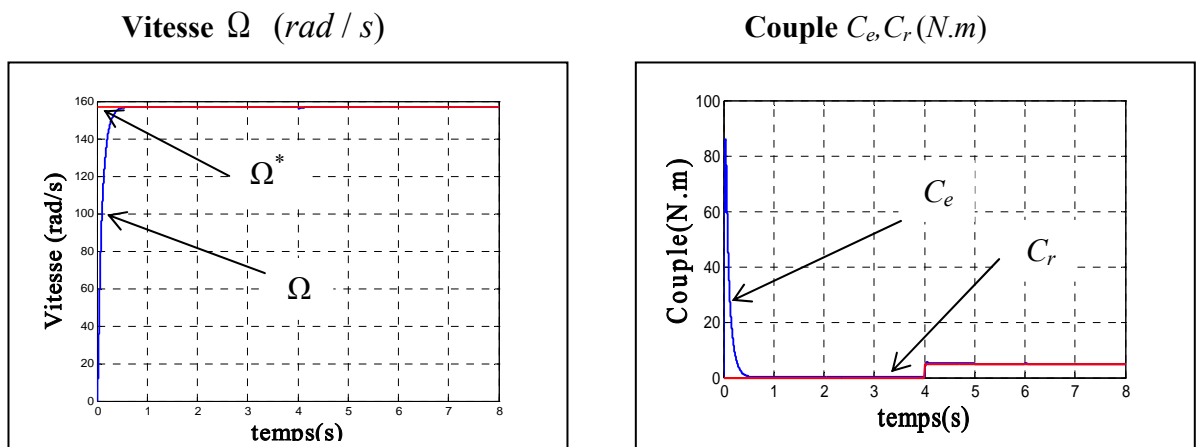 Vitesse Ω (rad / s)
Couple Ce,Cr (N.m)
160
140
120
100
80
60
40
20
0
Vitesse (rad/s)
Ω*
Ω
0 1 2 3 4 5 6 7 8
temps(s)
100
80
60
40
20
0
Couple(N.m)
Ce
Cr
0 1 2 3 4 5 6 7 8
temps(s)